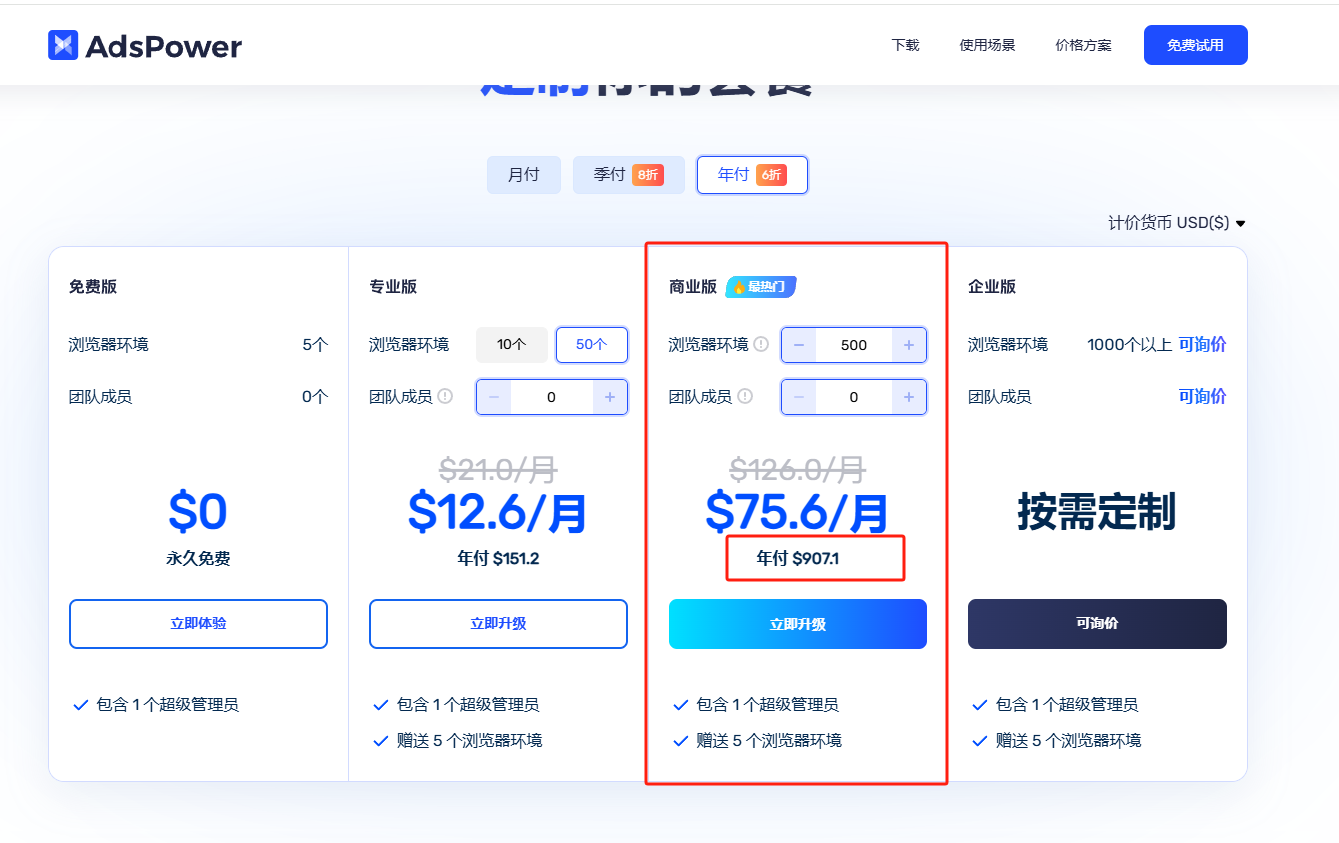 AdsPower
下载
使用场景
价格方案
免费试用
定制你的套餐
月付
季付 8折
年付 6折
计价货币 USD($)
免费版
浏览器环境 5个
团队成员 0个
$0
永久免费
立即体验
包含 1 个超级管理员
专业版
浏览器环境 10个 50个
团队成员 − 0 +
$21.0/月
$12.6/月
年付 $151.2
立即升级
包含 1 个超级管理员
赠送 5 个浏览器环境
商业版 最热门
浏览器环境 − 500 +
团队成员 − 0 +
$126.0/月
$75.6/月
年付 $907.1
立即升级
包含 1 个超级管理员
赠送 5 个浏览器环境
企业版
浏览器环境 1000个以上 可询价
团队成员 可询价
按需定制
可询价
包含 1 个超级管理员
赠送 5 个浏览器环境